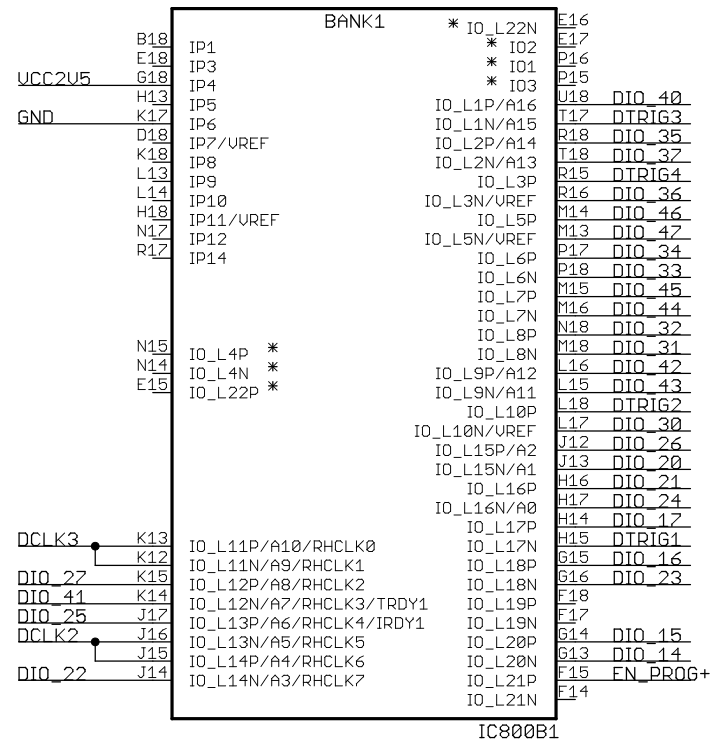 BANK1
* IO_L22N E16
B18 IP1 * IO2 E17
E18 IP3 * IO1 P16
VCC2V5 G18 IP4 * IO3 P15
H13 IP5 IO_L1P/A16 U18 DIO_40
GND K17 IP6 IO_L1N/A15 T17 DTRIG3
D18 IP7/VREF IO_L2P/A14 R18 DIO_35
K18 IP8 IO_L2N/A13 T18 DIO_37
L13 IP9 IO_L3P R15 DTRIG4
L14 IP10 IO_L3N/VREF R16 DIO_36
H18 IP11/VREF IO_L5P M14 DIO_46
N17 IP12 IO_L5N/VREF M13 DIO_47
R17 IP14 IO_L6P P17 DIO_34
IO_L6N P18 DIO_33
IO_L7P M15 DIO_45
IO_L7N M16 DIO_44
IO_L8P N18 DIO_32
N15 IO_L4P * IO_L8N M18 DIO_31
N14 IO_L4N * IO_L9P/A12 L16 DIO_42
E15 IO_L22P * IO_L9N/A11 L15 DIO_43
IO_L10P L18 DTRIG2
IO_L10N/VREF L17 DIO_30
IO_L15P/A2 J12 DIO_26
IO_L15N/A1 J13 DIO_20
IO_L16P H16 DIO_21
IO_L16N/A0 H17 DIO_24
IO_L17P H14 DIO_17
DCLK3 K13 IO_L11P/A10/RHCLK0 IO_L17N H15 DTRIG1
K12 IO_L11N/A9/RHCLK1 IO_L18P G15 DIO_16
DIO_27 K15 IO_L12P/A8/RHCLK2 IO_L18N G16 DIO_23
DIO_41 K14 IO_L12N/A7/RHCLK3/TRDY1 IO_L19P F18
DIO_25 J17 IO_L13P/A6/RHCLK4/IRDY1 IO_L19N F17
DCLK2 J16 IO_L13N/A5/RHCLK5 IO_L20P G14 DIO_15
J15 IO_L14P/A4/RHCLK6 IO_L20N G13 DIO_14
DIO_22 J14 IO_L14N/A3/RHCLK7 IO_L21P F15 EN_PROG+
IO_L21N F14
IC800B1